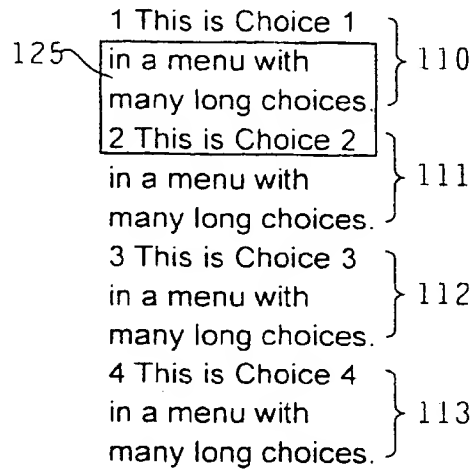 1 This is Choice 1
125 in a menu with 110
many long choices.
2 This is Choice 2
in a menu with 111
many long choices.
3 This is Choice 3
in a menu with 112
many long choices.
4 This is Choice 4
in a menu with 113
many long choices.